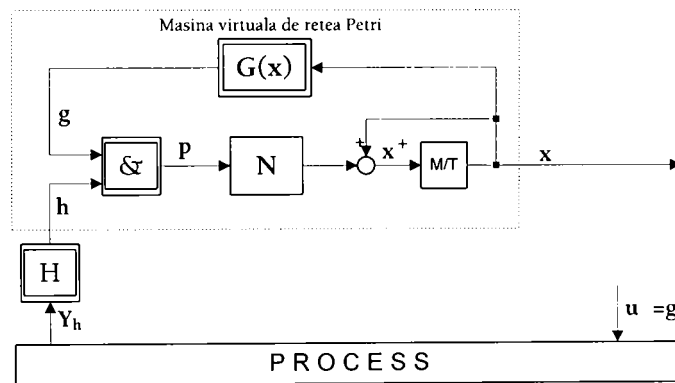 Masina virtuala de retea Petri
G(x)
g
&
p
N
+
x+
M/T
x
h
H
Yh
u =g
PROCESS